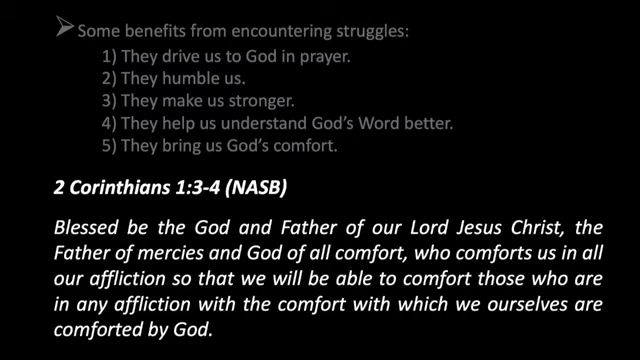 Some benefits from encountering struggles:
1) They drive us to God in prayer.
2) They humble us.
3) They make us stronger.
4) They help us understand God's Word better.
5) They bring us God's comfort.
2 Corinthians 1:3-4 (NASB)
Blessed be the God and Father of our Lord Jesus Christ, the
Father of mercies and God of all comfort, who comforts us in all
our affliction so that we will be able to comfort those who are
in any affliction with the comfort with which we ourselves are
comforted by God.